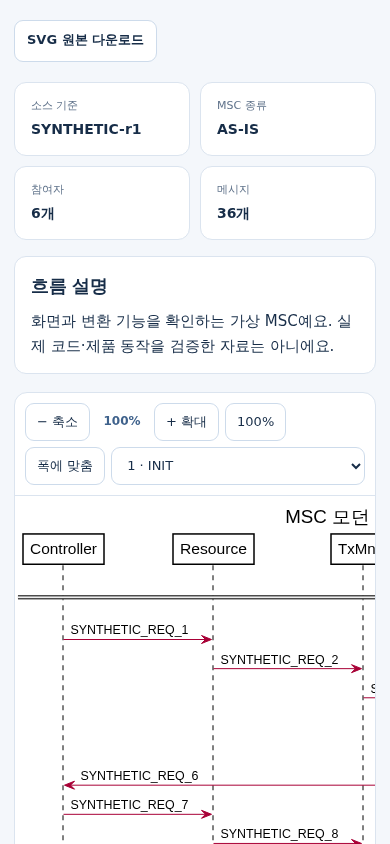 SVG 원본 다운로드
소스 기준
SYNTHETIC-r1
MSC 종류
AS-IS
참여자
6개
메시지
36개
흐름 설명
화면과 변환 기능을 확인하는 가상 MSC예요. 실
제 코드·제품 동작을 검증한 자료는 아니에요.
− 축소 100% + 확대 100%
폭에 맞춤 1 · INIT
MSC 모던
Controller Resource TxMn
SYNTHETIC_REQ_1
SYNTHETIC_REQ_2
SYNTHETIC_REQ_6
SYNTHETIC_REQ_7
SYNTHETIC_REQ_8